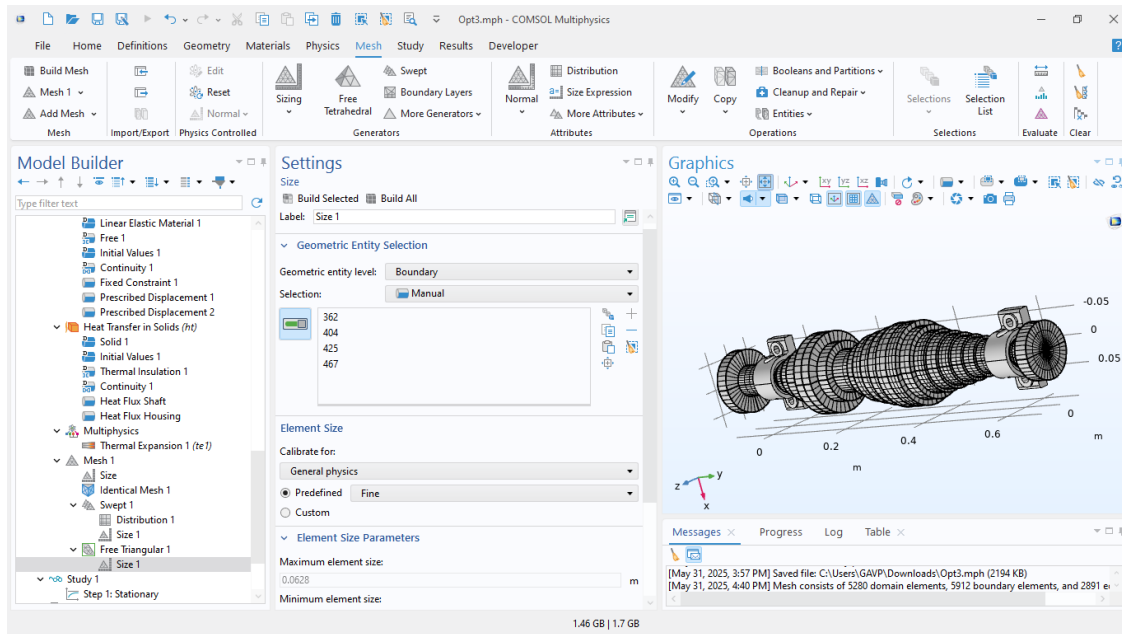 Opt3.mph - COMSOL Multiphysics
File Home Definitions Geometry Materials Physics Mesh Study Results Developer
Build Mesh
Mesh 1
Add Mesh
Mesh
Import/Export
Edit
Reset
Normal
Physics Controlled
Sizing
Free Tetrahedral
Swept
Boundary Layers
More Generators
Generators
Normal
Distribution
Size Expression
More Attributes
Attributes
Modify
Copy
Booleans and Partitions
Cleanup and Repair
Entities
Operations
Selections
Selection List
Selections
Evaluate
Clear
Model Builder
Type filter text
Linear Elastic Material 1
Free 1
Initial Values 1
Continuity 1
Fixed Constraint 1
Prescribed Displacement 1
Prescribed Displacement 2
Heat Transfer in Solids (ht)
Solid 1
Initial Values 1
Thermal Insulation 1
Continuity 1
Heat Flux Shaft
Heat Flux Housing
Multiphysics
Thermal Expansion 1 (te1)
Mesh 1
Size
Identical Mesh 1
Swept 1
Distribution 1
Size 1
Free Triangular 1
Size 1
Study 1
Step 1: Stationary
Settings
Size
Build Selected Build All
Label: Size 1
Geometric Entity Selection
Geometric entity level: Boundary
Selection: Manual
362
404
425
467
Element Size
Calibrate for:
General physics
Predefined Fine
Custom
Element Size Parameters
Maximum element size:
0.0628 m
Minimum element size:
Graphics
xy yz xz
-0.05
0
0.05
0
0.6
0.4
0.2
0
m
m
z y
x
Messages Progress Log Table
[May 31, 2025, 3:57 PM] Saved file: C:\Users\GAVP\Downloads\Opt3.mph (2194 KB)
[May 31, 2025, 4:40 PM] Mesh consists of 5280 domain elements, 5912 boundary elements, and 2891 e
1.46 GB | 1.7 GB